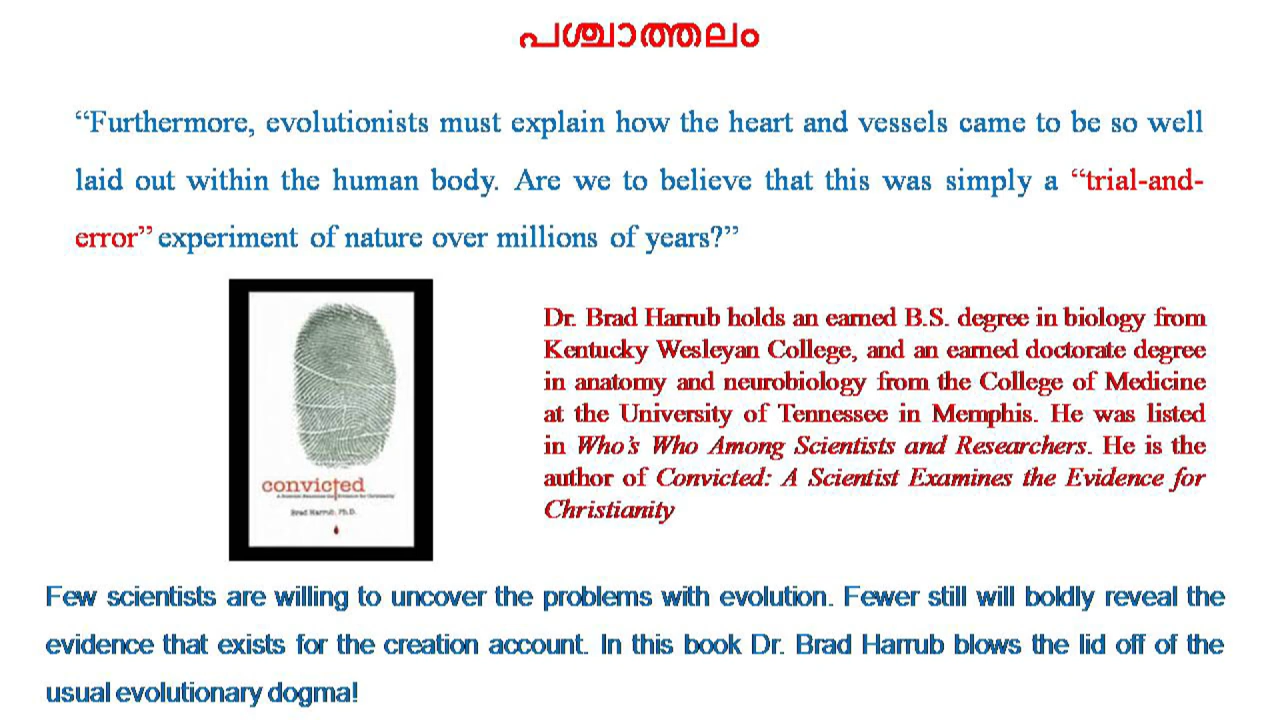 പശ്ചാത്തലം
“Furthermore, evolutionists must explain how the heart and vessels came to be so well
laid out within the human body. Are we to believe that this was simply a “trial-and-
error” experiment of nature over millions of years?”
Dr. Brad Harrub holds an earned B.S. degree in biology from
Kentucky Wesleyan College, and an earned doctorate degree
in anatomy and neurobiology from the College of Medicine
at the University of Tennessee in Memphis. He was listed
in Who’s Who Among Scientists and Researchers. He is the
author of Convicted: A Scientist Examines the Evidence for
Christianity
convicted
A Scientist Examines the Evidence for Christianity
Brad Harrub, Ph.D.
Few scientists are willing to uncover the problems with evolution. Fewer still will boldly reveal the
evidence that exists for the creation account. In this book Dr. Brad Harrub blows the lid off of the
usual evolutionary dogma!